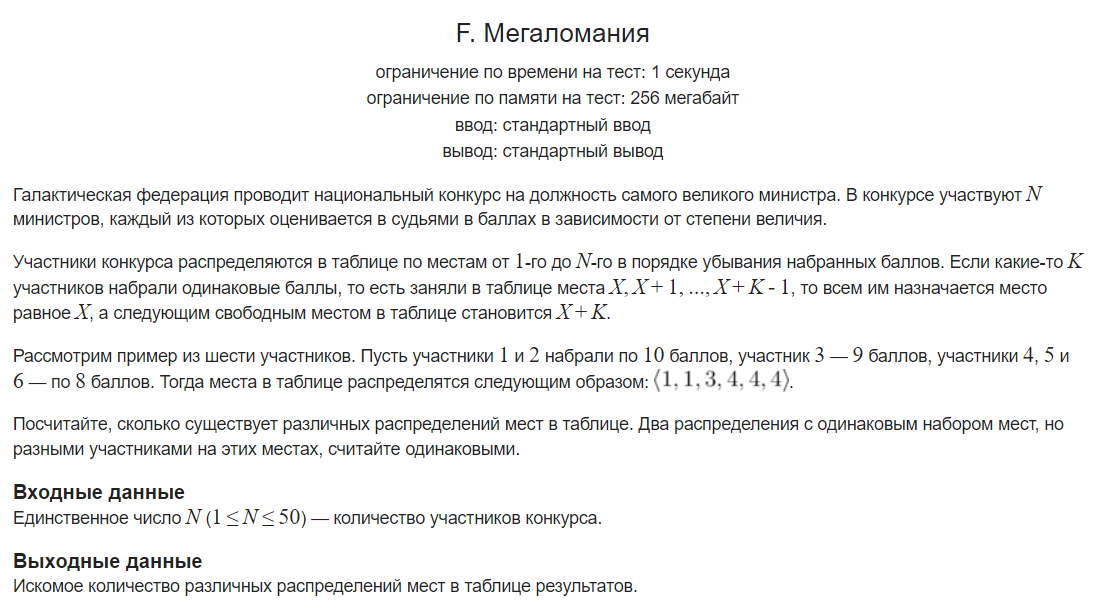 F. Мегаломания
ограничение по времени на тест: 1 секунда
ограничение по памяти на тест: 256 мегабайт
ввод: стандартный ввод
вывод: стандартный вывод
Галактическая федерация проводит национальный конкурс на должность самого великого министра. В конкурсе участвуют N
министров, каждый из которых оценивается в судьями в баллах в зависимости от степени величия.
Участники конкурса распределяются в таблице по местам от 1-го до N-го в порядке убывания набранных баллов. Если какие-то K
участников набрали одинаковые баллы, то есть заняли в таблице места X, X + 1, ..., X + K - 1, то всем им назначается место
равное X, а следующим свободным местом в таблице становится X + K.
Рассмотрим пример из шести участников. Пусть участники 1 и 2 набрали по 10 баллов, участник 3 — 9 баллов, участники 4, 5 и
6 — по 8 баллов. Тогда места в таблице распределятся следующим образом: ⟨1, 1, 3, 4, 4, 4⟩.
Посчитайте, сколько существует различных распределений мест в таблице. Два распределения с одинаковым набором мест, но
разными участниками на этих местах, считайте одинаковыми.
Входные данные
Единственное число N (1 ≤ N ≤ 50) — количество участников конкурса.
Выходные данные
Искомое количество различных распределений мест в таблице результатов.